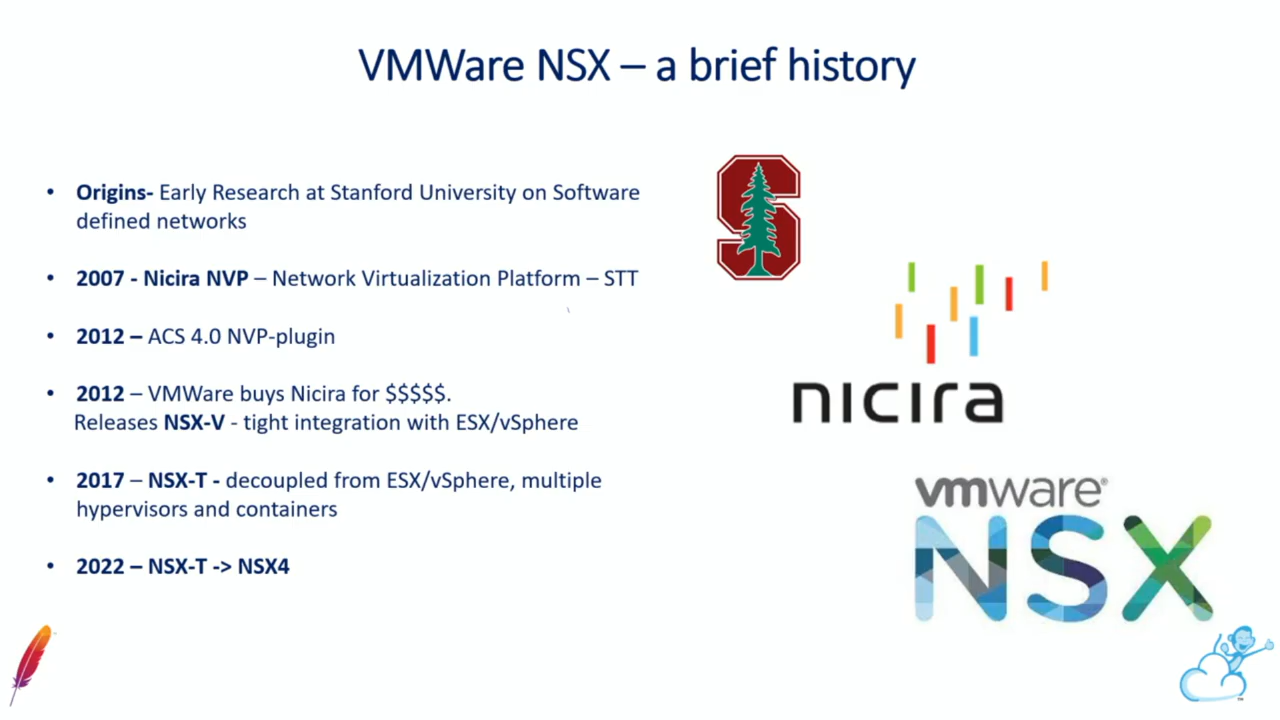 VMWare NSX – a brief history
• Origins- Early Research at Stanford University on Software
defined networks
• 2007 - Nicira NVP – Network Virtualization Platform – STT
• 2012 – ACS 4.0 NVP-plugin
• 2012 – VMWare buys Nicira for $$$$$.
Releases NSX-V - tight integration with ESX/vSphere
• 2017 – NSX-T - decoupled from ESX/vSphere, multiple
hypervisors and containers
• 2022 – NSX-T -> NSX4
S
nicira
vmware®
NSX